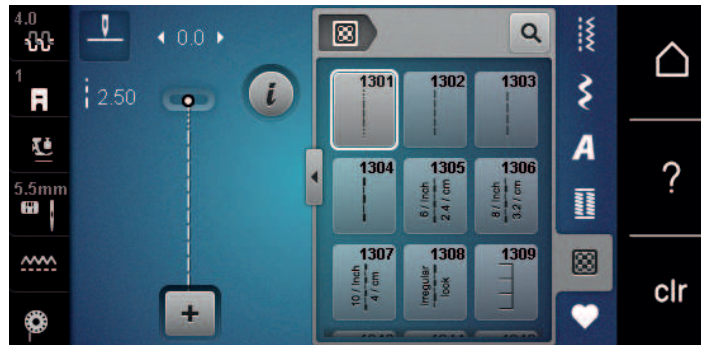 4.0
1
5.5mm
0.0
2.50
i
+
1301 1302 1303
1304 1305 1306
6 / Inch
2.4 / cm
8 / Inch
3.2 / cm
1307 1308 1309
10 / Inch
4 / cm
irregular
look
A
?
clr